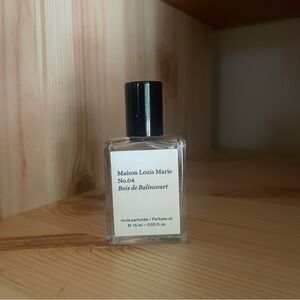 Maison Louis Marie
No.04
Bois de Balincourt
Huile parfumée / Perfume oil
℮ 15 ml – 0.50 fl. oz.